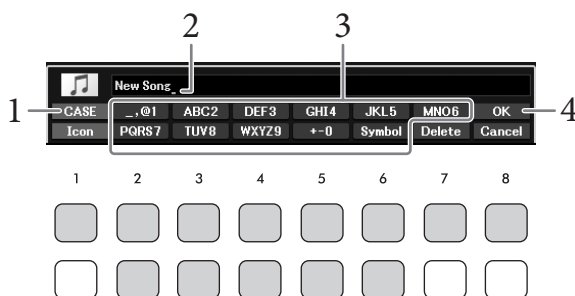 2 3
New Song_
1 CASE _,@1 ABC2 DEF3 GHI4 JKL5 MNO6 OK 4
Icon PQRS7 TUV8 WXYZ9 +-0 Symbol Delete Cancel
1 2 3 4 5 6 7 8